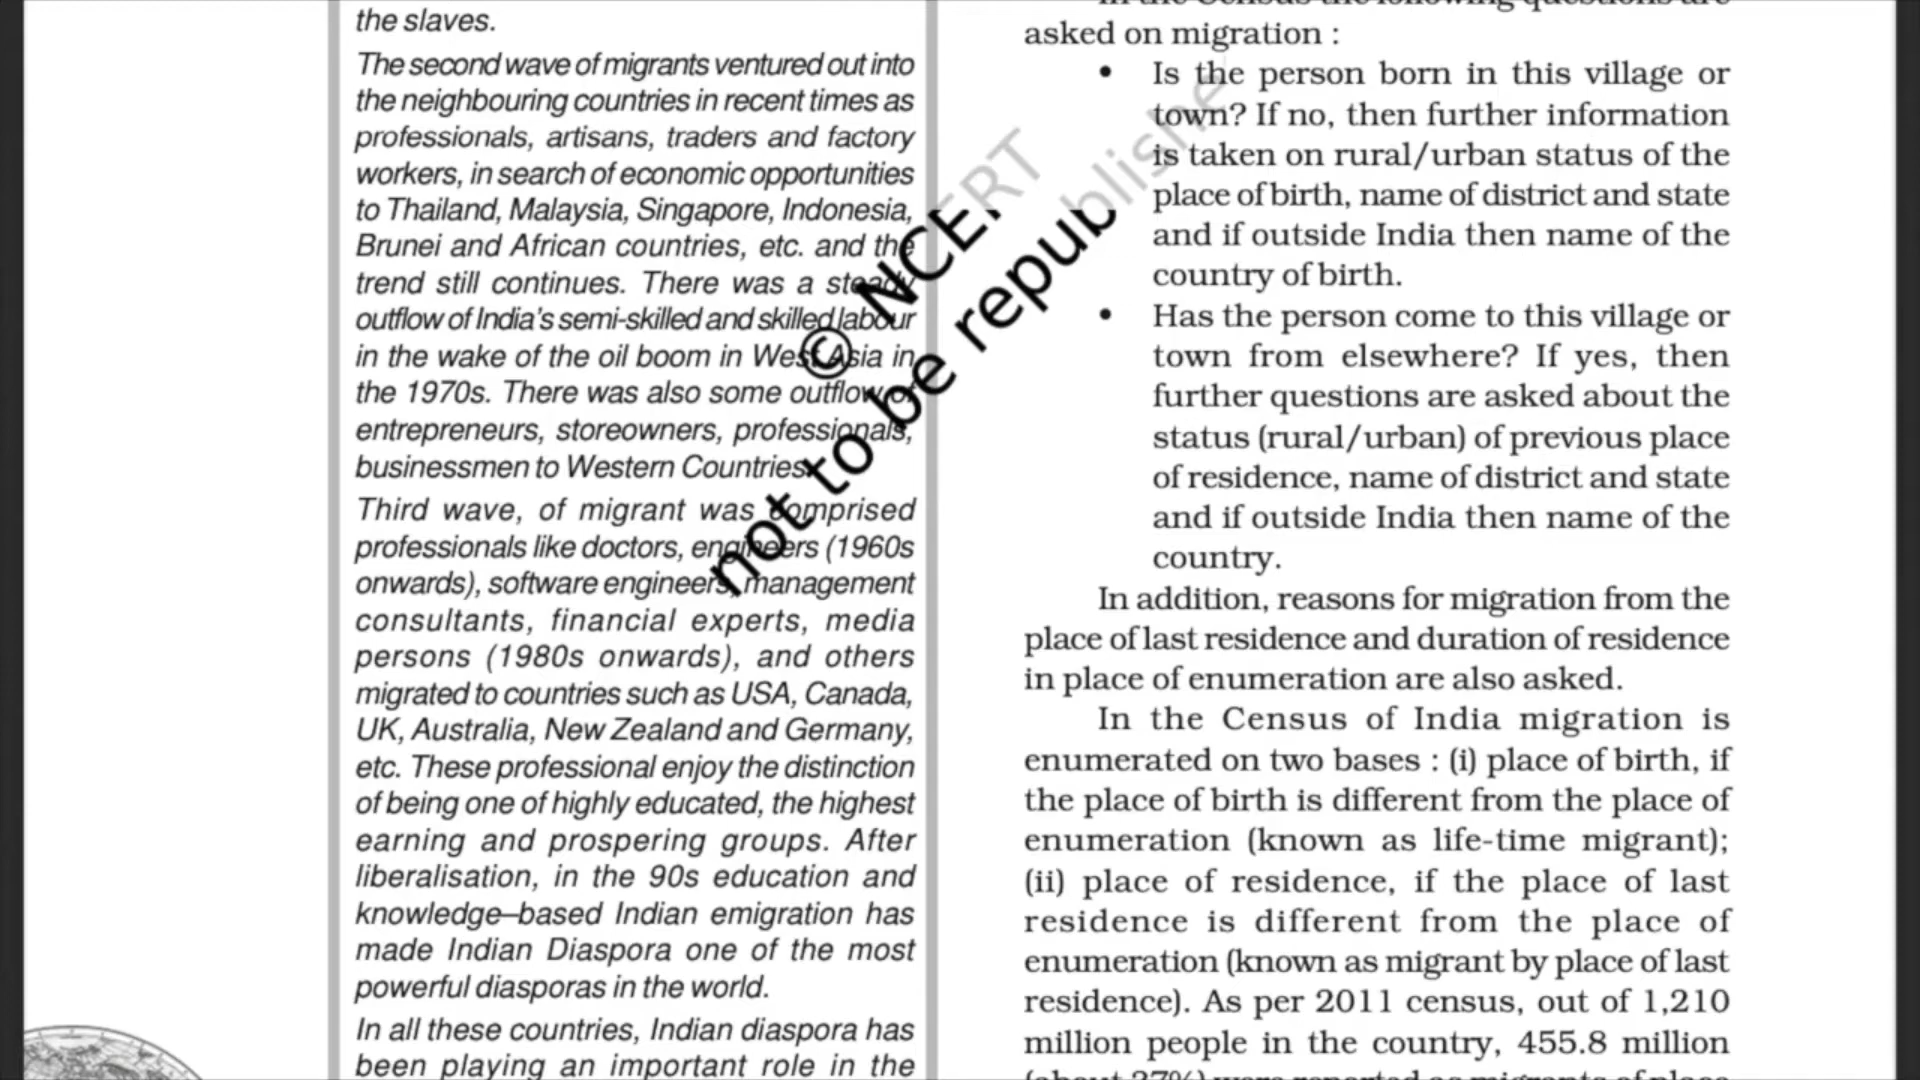 the slaves.
The second wave of migrants ventured out into
the neighbouring countries in recent times as
professionals, artisans, traders and factory
workers, in search of economic opportunities
to Thailand, Malaysia, Singapore, Indonesia,
Brunei and African countries, etc. and the
trend still continues. There was a steady
outflow of India's semi-skilled and skilled labour
in the wake of the oil boom in West Asia in
the 1970s. There was also some outflow of
entrepreneurs, storeowners, professionals,
businessmen to Western Countries.
Third wave, of migrant was comprised
professionals like doctors, engineers (1960s
onwards), software engineers, management
consultants, financial experts, media
persons (1980s onwards), and others
migrated to countries such as USA, Canada,
UK, Australia, New Zealand and Germany,
etc. These professional enjoy the distinction
of being one of highly educated, the highest
earning and prospering groups. After
liberalisation, in the 90s education and
knowledge–based Indian emigration has
made Indian Diaspora one of the most
powerful diasporas in the world.
In all these countries, Indian diaspora has
been playing an important role in the
In the Census the following questions are
asked on migration :
• Is the person born in this village or
town? If no, then further information
is taken on rural/urban status of the
place of birth, name of district and state
and if outside India then name of the
country of birth.
• Has the person come to this village or
town from elsewhere? If yes, then
further questions are asked about the
status (rural/urban) of previous place
of residence, name of district and state
and if outside India then name of the
country.
In addition, reasons for migration from the
place of last residence and duration of residence
in place of enumeration are also asked.
In the Census of India migration is
enumerated on two bases : (i) place of birth, if
the place of birth is different from the place of
enumeration (known as life-time migrant);
(ii) place of residence, if the place of last
residence is different from the place of
enumeration (known as migrant by place of last
residence). As per 2011 census, out of 1,210
million people in the country, 455.8 million
(about 37%) were reported as migrants of place
© NCERT
not to be republishe